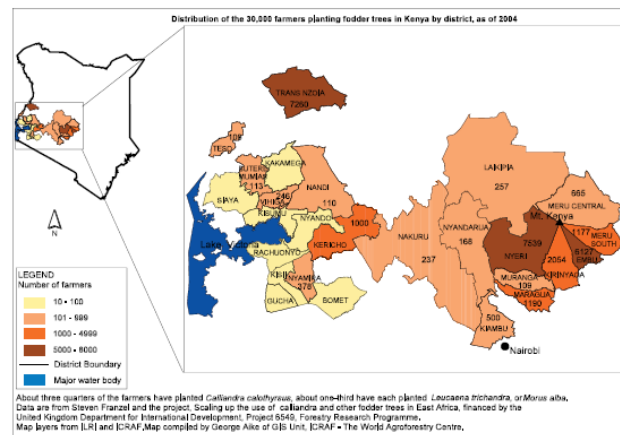 Distribution of the 30,000 farmers planting fodder trees in Kenya by district, as of 2004
TRANS NZOIA
7260
TESO
109
KAKAMEGA
BUTERE
MUMIAS
113
VIHIGA
246
NANDI
110
SIAYA
KISUMU
NYANDO
1000
KERICHO
Lake Victoria
RACHUONYO
KISII
NYAMIRA
278
GUCHA
BOMET
LAIKIPIA
257
NAKURU
237
NYANDARUA
168
665
MERU CENTRAL
Mt. Kenya
1177
MERU
SOUTH
7539
NYERI
6127
EMBU
2054
KIRINYAGA
MURANGA
109
MARAGUA
1190
500
KIAMBU
Nairobi
N
LEGEND
Number of farmers
10 - 100
101 - 999
1000 - 4999
5000 - 8000
District Boundary
Major water body
About three quarters of the farmers have planted Calliandra calothyrsus, about one-third have each planted Leucaena trichandra, or Morus alba.
Data are from Steven Franzel and the project, Scaling up the use of calliandra and other fodder trees in East Africa, financed by the
United Kingdom Department for International Development, Project 6549, Forestry Research Programme.
Map layers from ILRI and ICRAF, Map compiled by George Aike of GIS Unit, ICRAF - The World Agroforestry Centre.